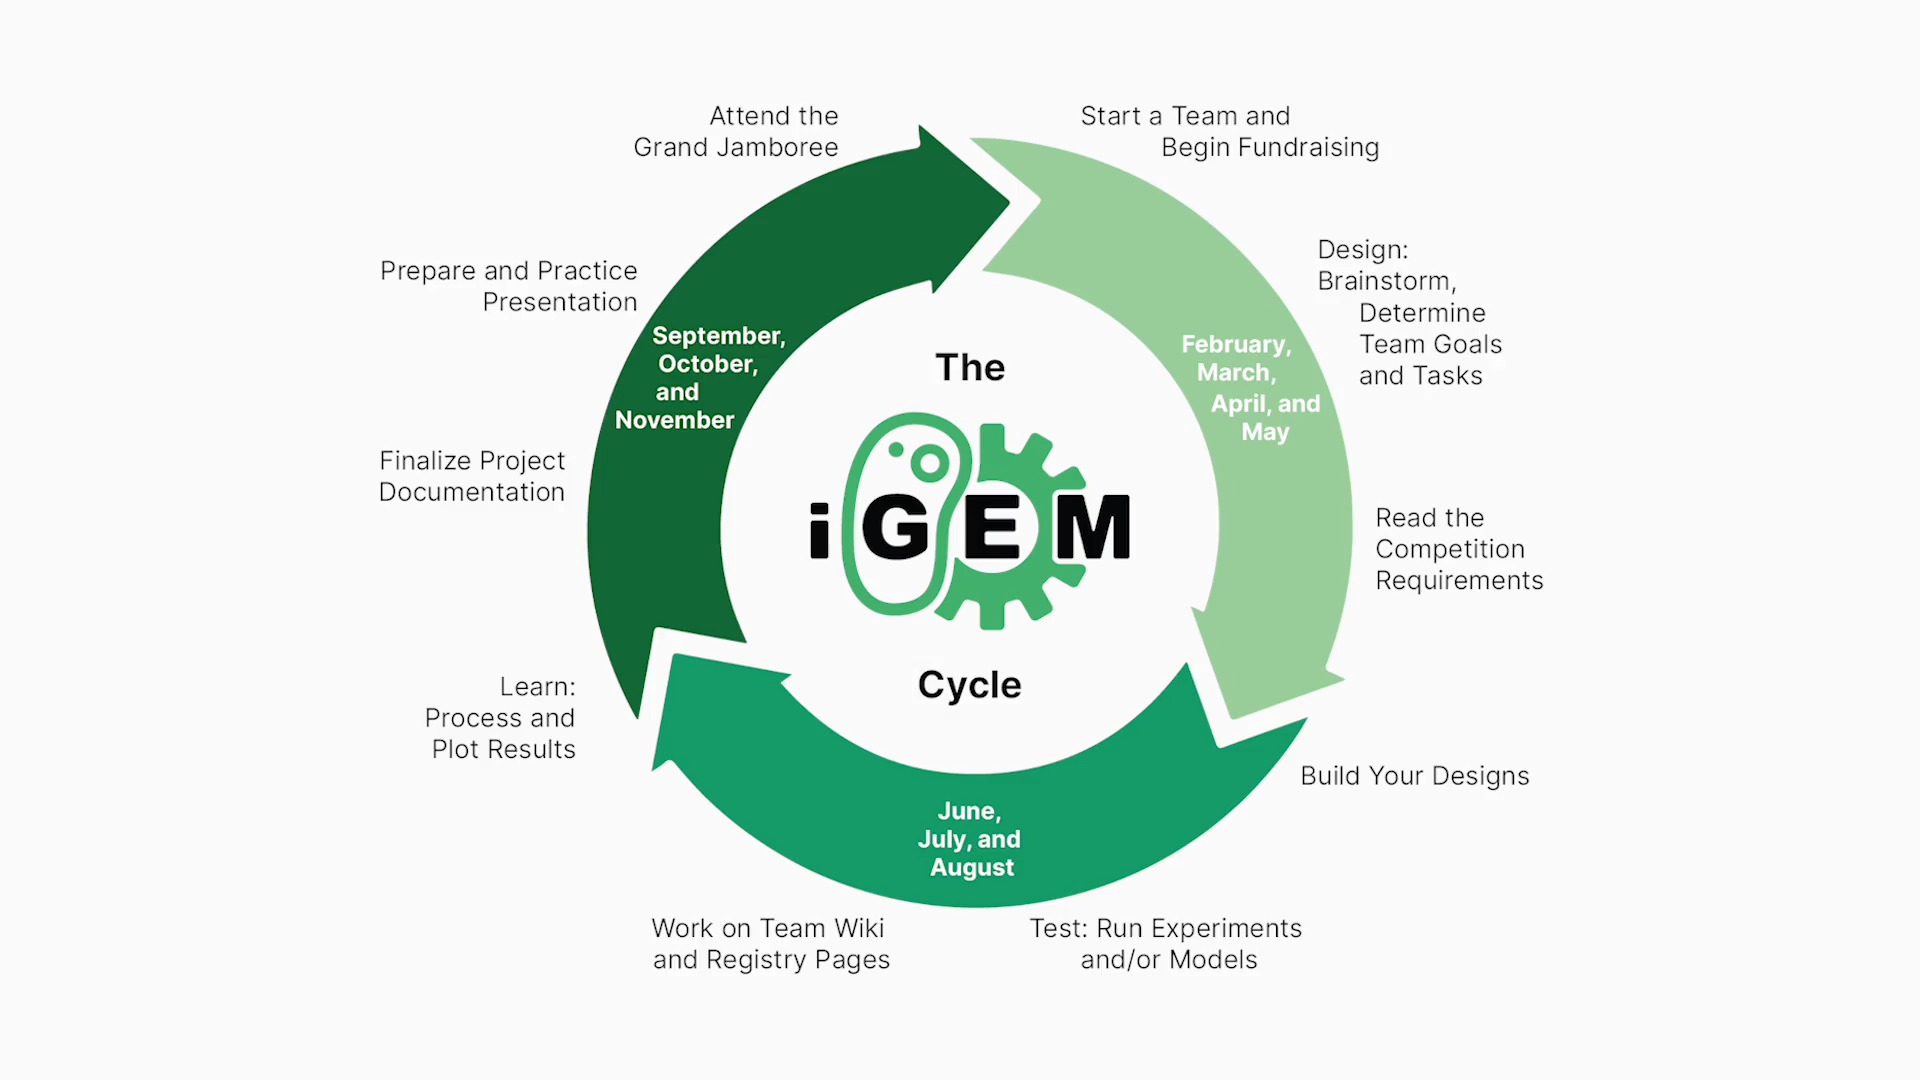 The
iGEM
Cycle
February,
March,
April, and
May
Start a Team and
Begin Fundraising
Design:
Brainstorm,
Determine
Team Goals
and Tasks
Read the
Competition
Requirements
June,
July, and
August
Build Your Designs
Test: Run Experiments
and/or Models
Work on Team Wiki
and Registry Pages
Learn:
Process and
Plot Results
September,
October,
and
November
Finalize Project
Documentation
Prepare and Practice
Presentation
Attend the
Grand Jamboree